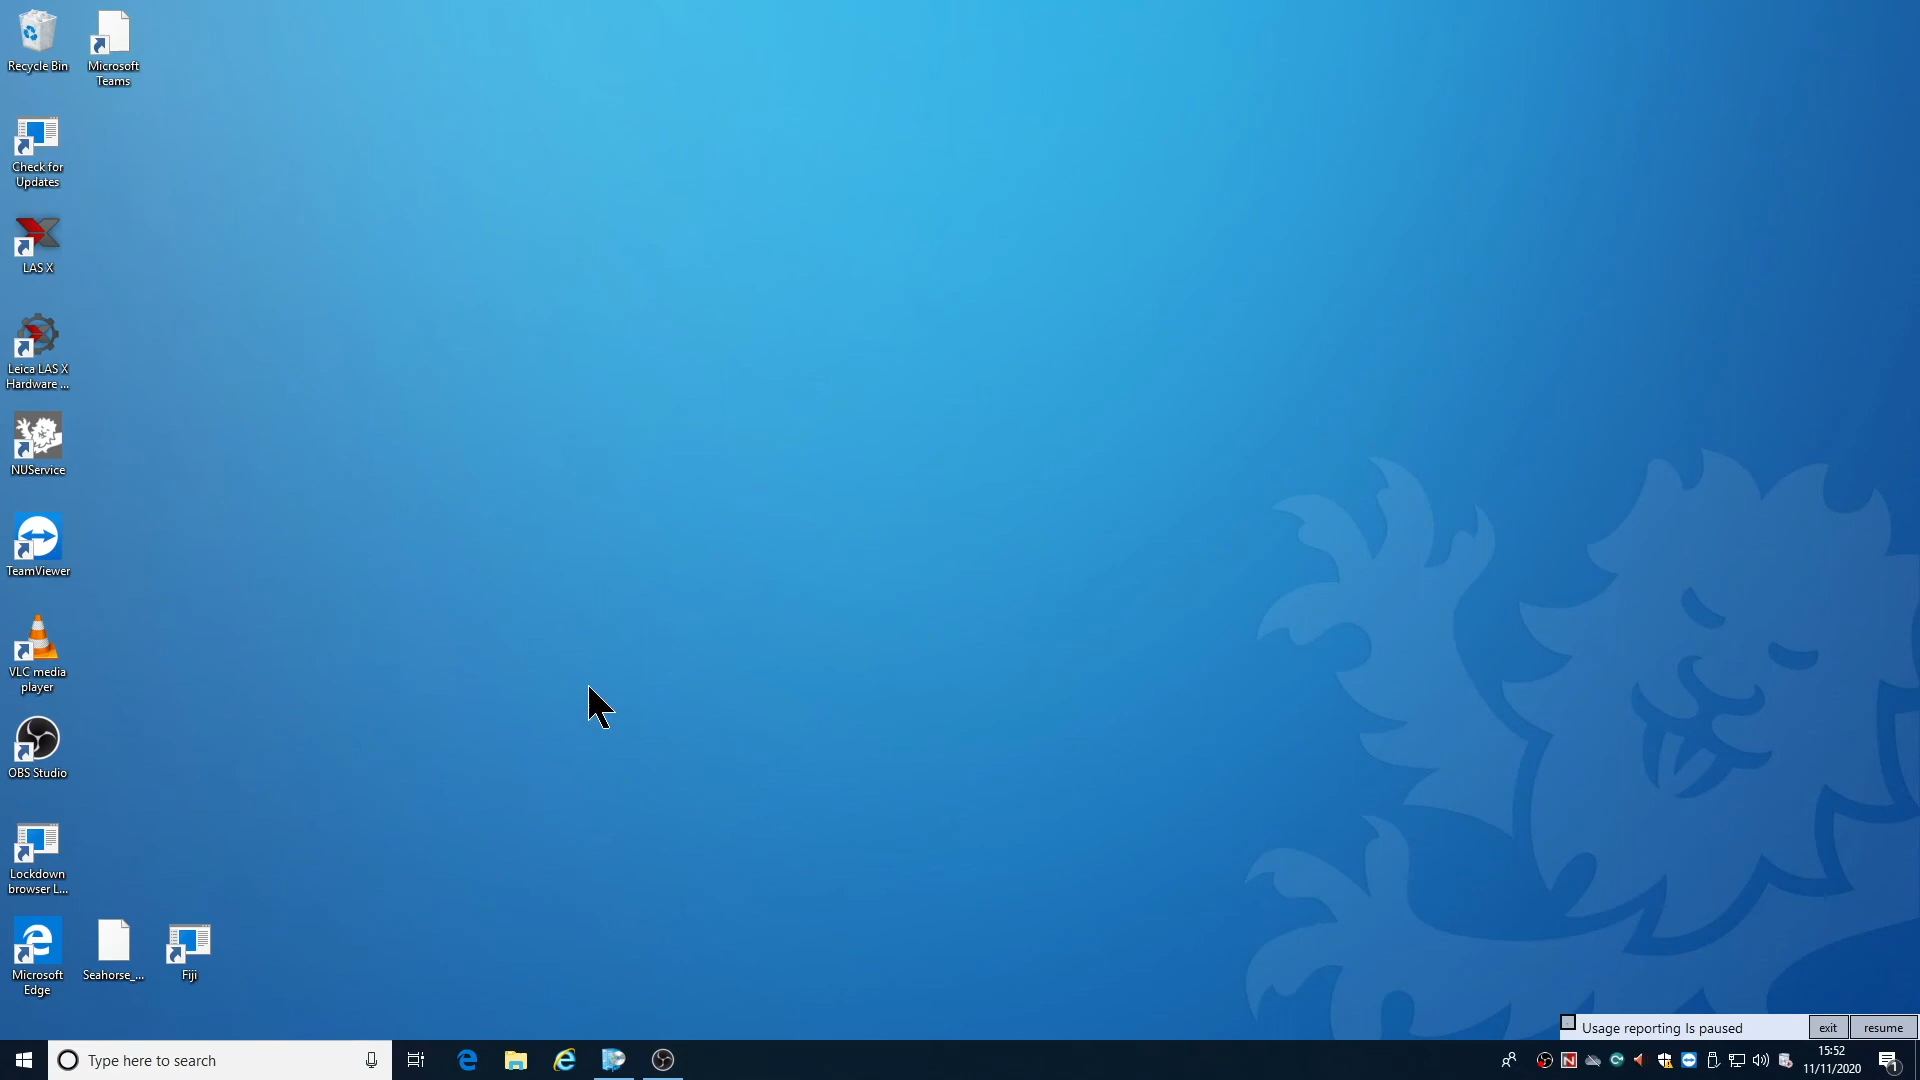 Recycle Bin
Microsoft
Teams
Check for
Updates
LAS X
Leica LAS X
Hardware ...
NUService
TeamViewer
VLC media
player
OBS Studio
Lockdown
browser L...
Microsoft
Edge
Seahorse_...
Fiji
Usage reporting Is paused
exit
resume
Type here to search
15:52
11/11/2020
1